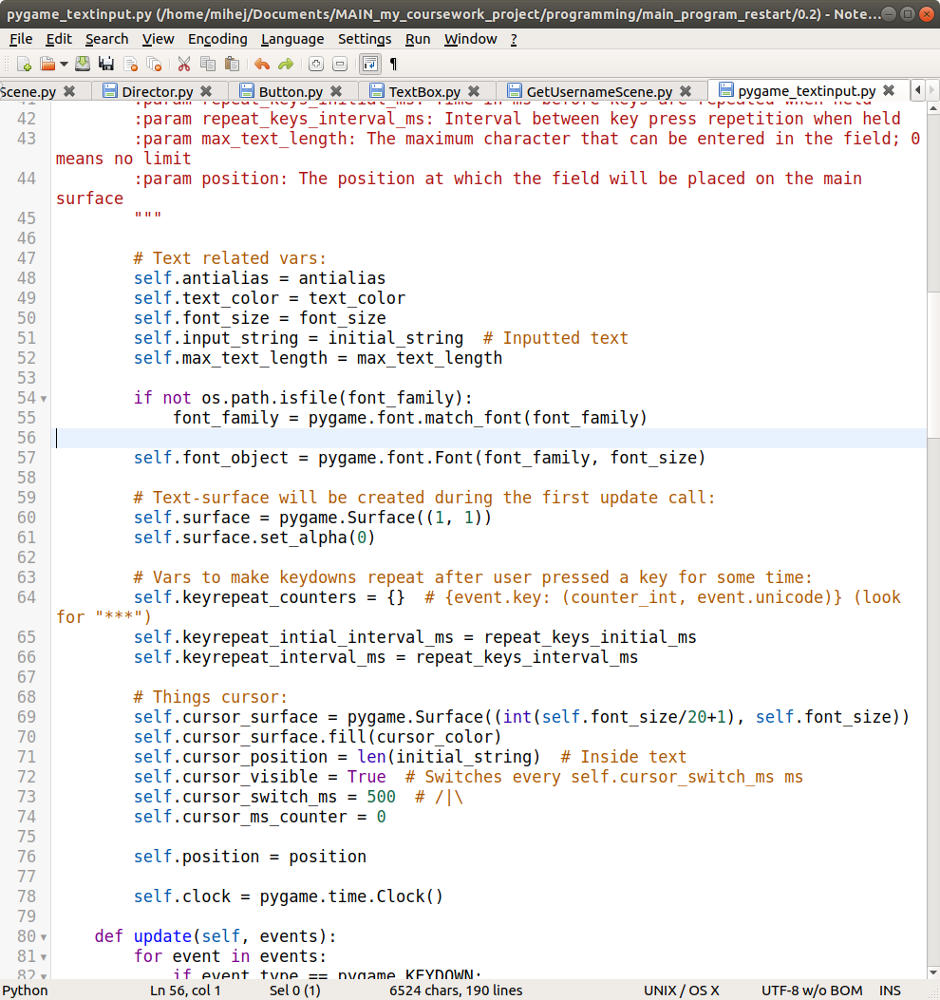 pygame_textinput.py (/home/mihej/Documents/MAIN_my_coursework_project/programming/main_program_restart/0.2) - Note...
File Edit Search View Encoding Language Settings Run Window ?
Scene.py Director.py Button.py TextBox.py GetUsernameScene.py pygame_textinput.py
41 :param repeat_keys_initial_ms: Time in ms before keys are repeated when held
42 :param repeat_keys_interval_ms: Interval between key press repetition when held
43 :param max_text_length: The maximum character that can be entered in the field; 0
means no limit
44 :param position: The position at which the field will be placed on the main
surface
45 """
46
47 # Text related vars:
48 self.antialias = antialias
49 self.text_color = text_color
50 self.font_size = font_size
51 self.input_string = initial_string  # Inputted text
52 self.max_text_length = max_text_length
53
54 if not os.path.isfile(font_family):
55 font_family = pygame.font.match_font(font_family)
56
57 self.font_object = pygame.font.Font(font_family, font_size)
58
59 # Text-surface will be created during the first update call:
60 self.surface = pygame.Surface((1, 1))
61 self.surface.set_alpha(0)
62
63 # Vars to make keydowns repeat after user pressed a key for some time:
64 self.keyrepeat_counters = {}  # {event.key: (counter_int, event.unicode)} (look
for "***")
65 self.keyrepeat_intial_interval_ms = repeat_keys_initial_ms
66 self.keyrepeat_interval_ms = repeat_keys_interval_ms
67
68 # Things cursor:
69 self.cursor_surface = pygame.Surface((int(self.font_size/20+1), self.font_size))
70 self.cursor_surface.fill(cursor_color)
71 self.cursor_position = len(initial_string)  # Inside text
72 self.cursor_visible = True  # Switches every self.cursor_switch_ms ms
73 self.cursor_switch_ms = 500  # /|\
74 self.cursor_ms_counter = 0
75
76 self.position = position
77
78 self.clock = pygame.time.Clock()
79
80 def update(self, events):
81 for event in events:
82 if event.type == pygame.KEYDOWN:
Python Ln 56, col 1 Sel 0 (1) 6524 chars, 190 lines UNIX / OS X UTF-8 w/o BOM INS